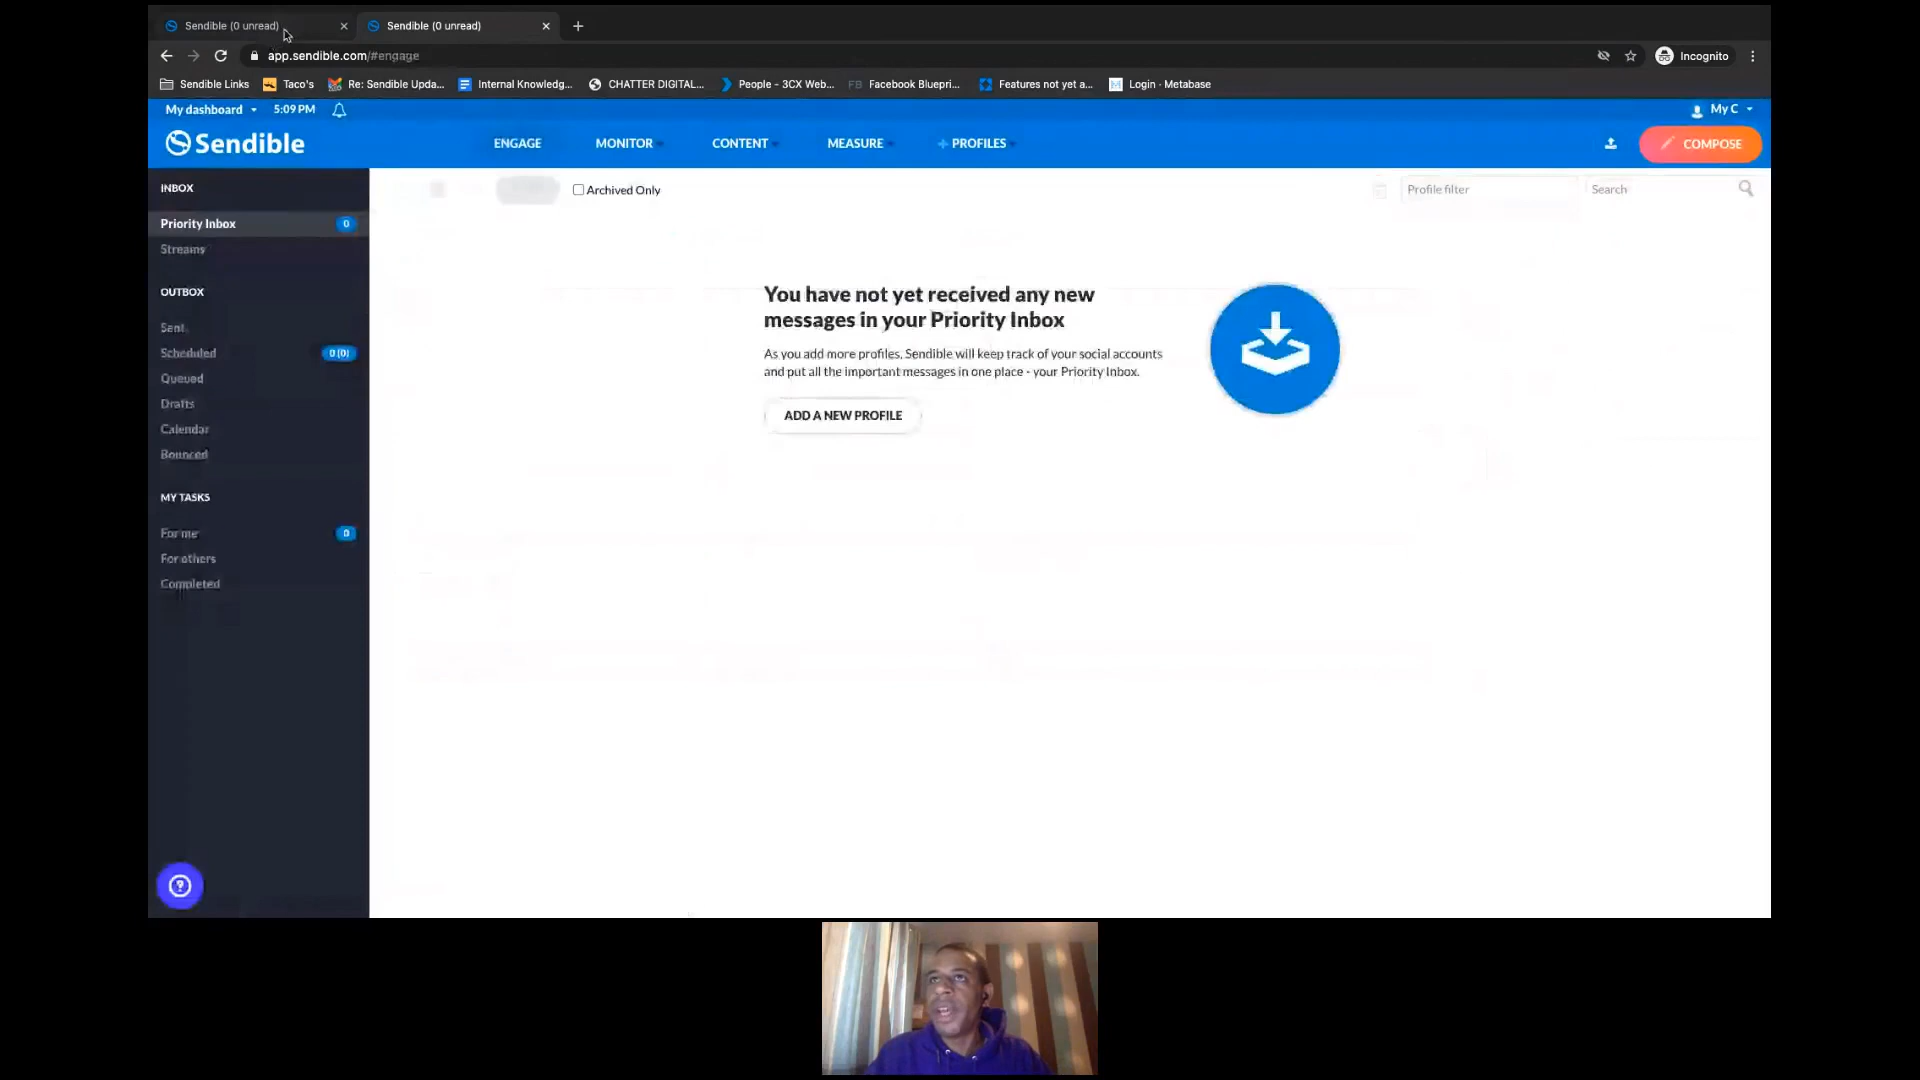 Sendible (0 unread)
Sendible (0 unread)
app.sendible.com/#engage
Incognito
Sendible Links
Taco's
Re: Sendible Upda...
Internal Knowledg...
CHATTER DIGITAL...
People - 3CX Web...
FB Facebook Bluepri...
Features not yet a...
Login · Metabase
My dashboard
5:09 PM
My C
Sendible
ENGAGE
MONITOR
CONTENT
MEASURE
+ PROFILES
COMPOSE
INBOX
Priority Inbox
0
Streams
OUTBOX
Sent
Scheduled
0 (0)
Queued
Drafts
Calendar
Bounced
MY TASKS
For me
0
For others
Completed
Archived Only
Profile filter
Search
You have not yet received any new
messages in your Priority Inbox
As you add more profiles, Sendible will keep track of your social accounts
and put all the important messages in one place - your Priority Inbox.
ADD A NEW PROFILE